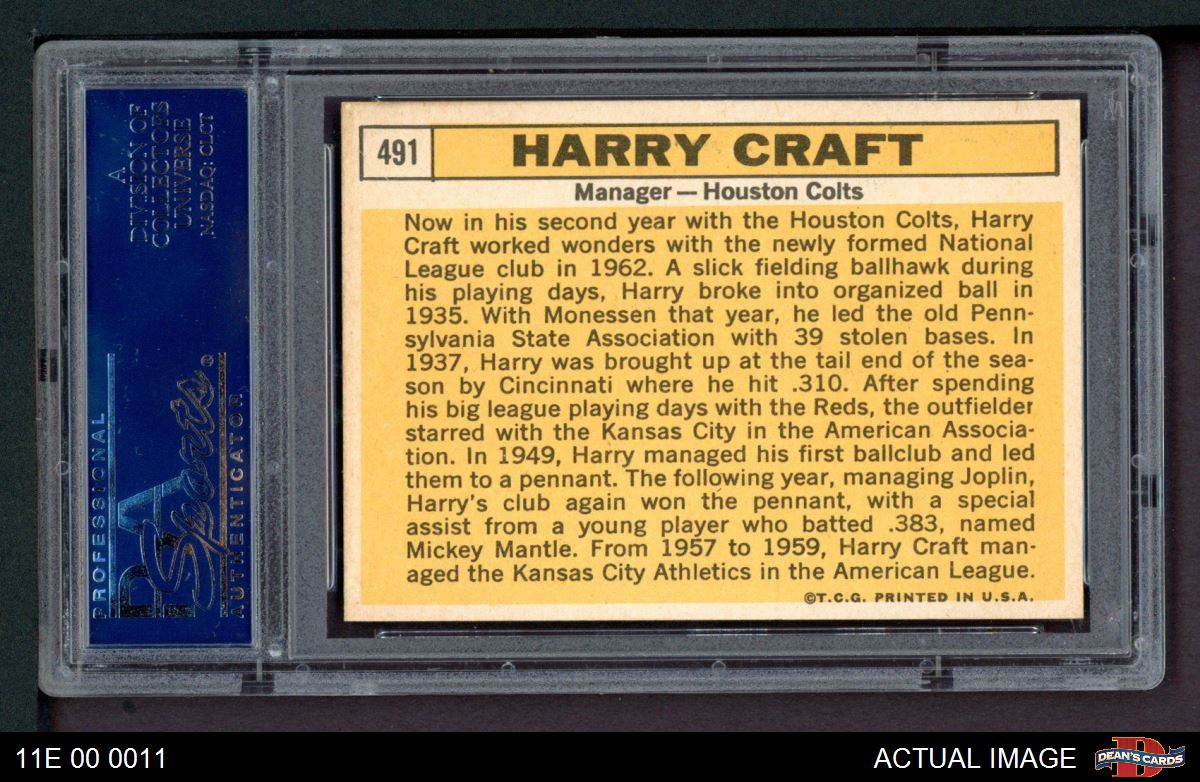 A
DIVISION OF
COLLECTORS
UNIVERSE
NASDAQ: CLCT
PROFESSIONAL
PSA
Sports®
AUTHENTICATOR
491
HARRY CRAFT
Manager — Houston Colts
Now in his second year with the Houston Colts, Harry
Craft worked wonders with the newly formed National
League club in 1962. A slick fielding ballhawk during
his playing days, Harry broke into organized ball in
1935. With Monessen that year, he led the old Penn-
sylvania State Association with 39 stolen bases. In
1937, Harry was brought up at the tail end of the sea-
son by Cincinnati where he hit .310. After spending
his big league playing days with the Reds, the outfielder
starred with the Kansas City in the American Associa-
tion. In 1949, Harry managed his first ballclub and led
them to a pennant. The following year, managing Joplin,
Harry's club again won the pennant, with a special
assist from a young player who batted .383, named
Mickey Mantle. From 1957 to 1959, Harry Craft man-
aged the Kansas City Athletics in the American League.
©T.C.G. PRINTED IN U.S.A.
11E 00 0011
ACTUAL IMAGE
D
DEAN'S CARDS